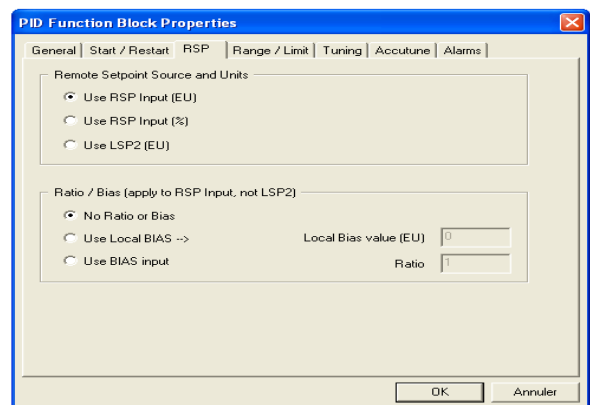 PID Function Block Properties
General Start / Restart RSP Range / Limit Tuning Accutune Alarms
Remote Setpoint Source and Units
Use RSP Input (EU)
Use RSP Input (%)
Use LSP2 (EU)
Ratio / Bias (apply to RSP Input, not LSP2)
No Ratio or Bias
Use Local BIAS --> Local Bias value (EU) 0
Use BIAS input Ratio 1
OK Annuler